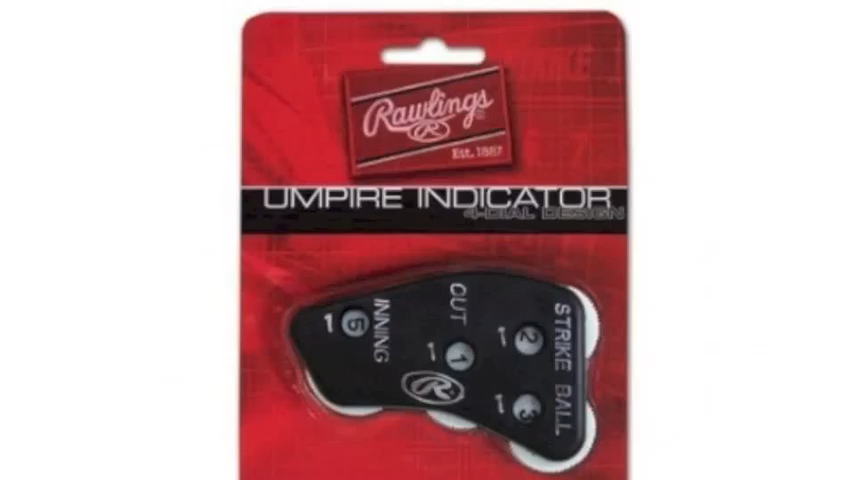 Rawlings
R
Est. 1887
UMPIRE INDICATOR
4-DIAL DESIGN
INNING
1 5
OUT
1 1
STRIKE
1 2
BALL
1 3
R